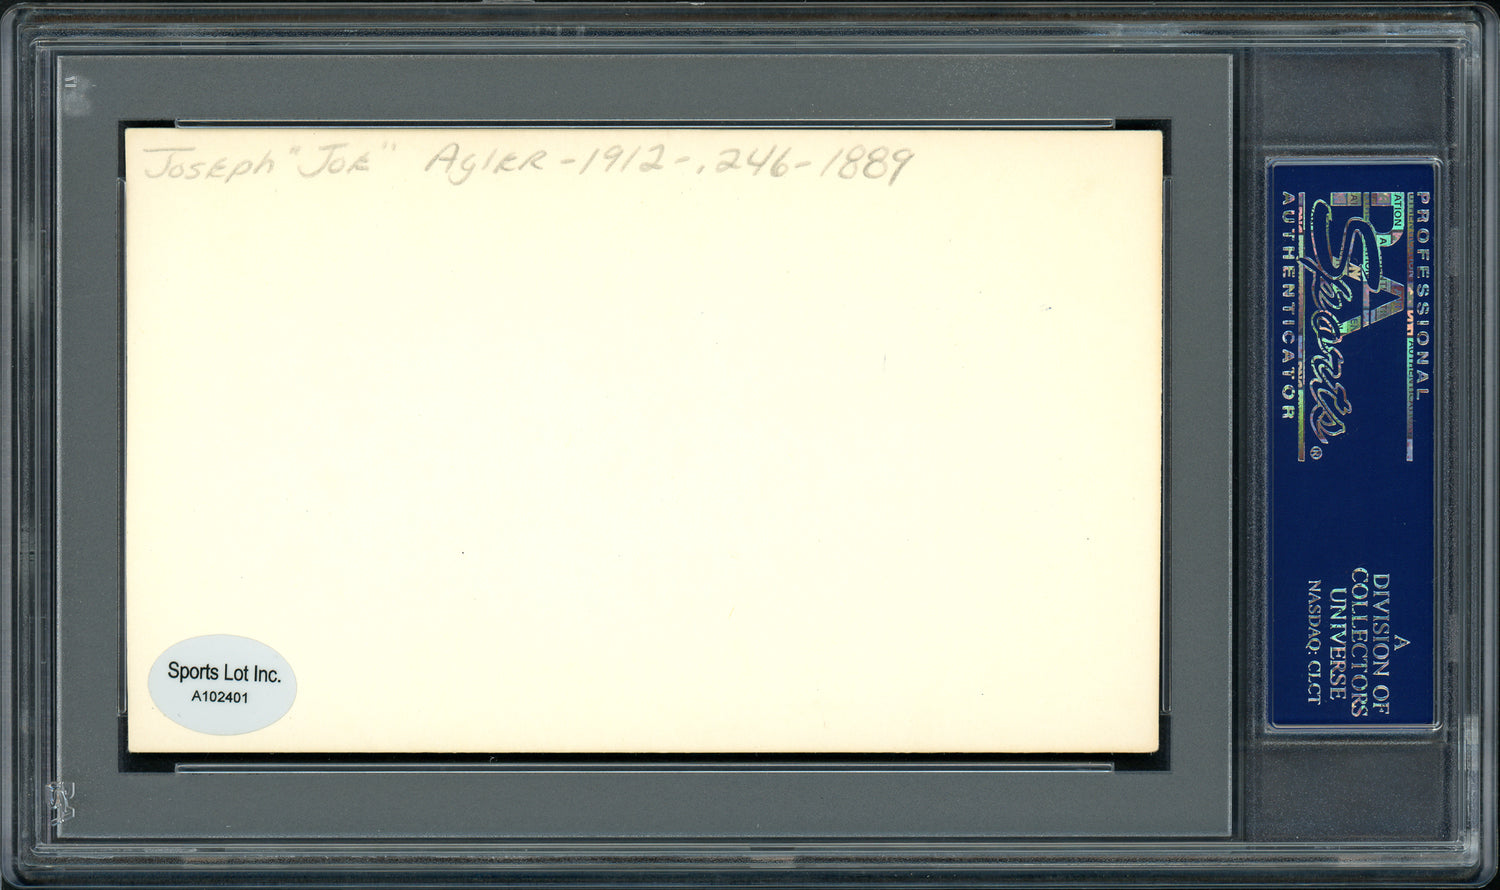 Joseph "Joe" Agler -1912-.246-1889
Sports Lot Inc.
A102401
PROFESSIONAL
PSA
Sports®
AUTHENTICATOR
A
DIVISION OF
COLLECTORS
UNIVERSE
NASDAQ: CLCT